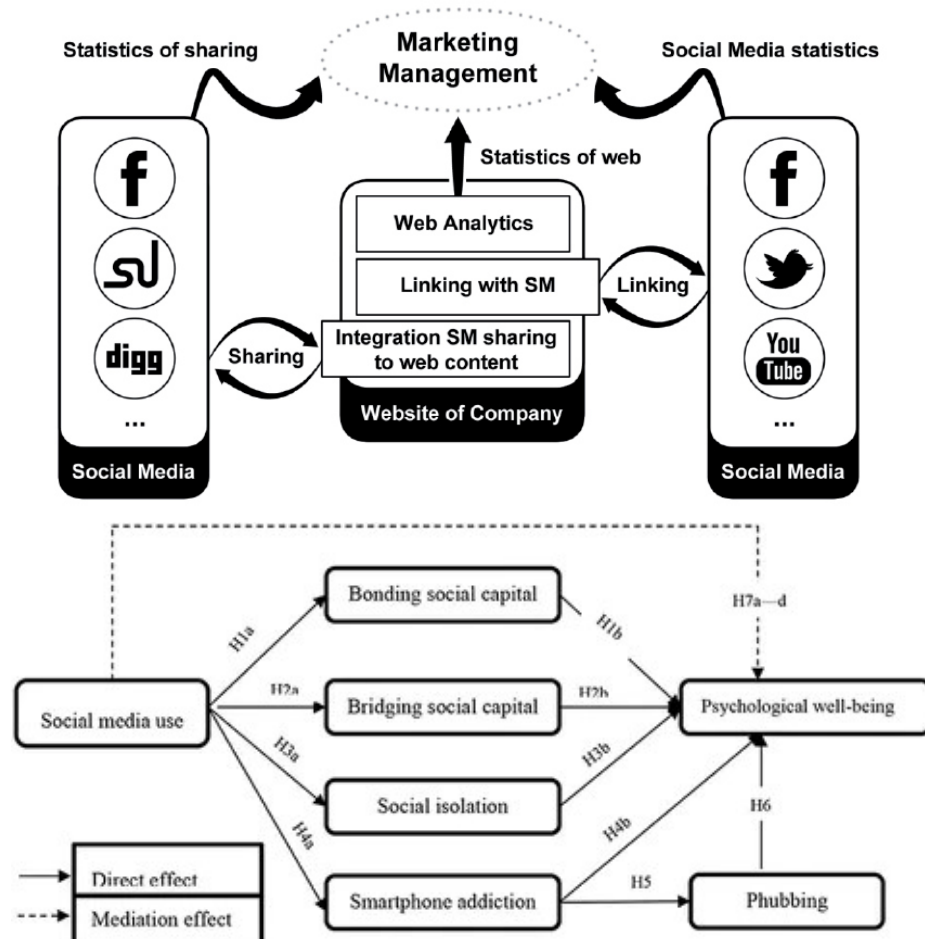 Statistics of sharing
Marketing
Management
Social Media statistics
Statistics of web
f
su
digg
...
Social Media
Sharing
Web Analytics
Linking with SM
Integration SM sharing
to web content
Website of Company
Linking
f
You
Tube
...
Social Media
H7a—d
Bonding social capital
H1a
H1b
Social media use
H2a
Bridging social capital
H2b
Psychological well-being
H3a
H3b
Social isolation
H4a
H4b
H6
Direct effect
Smartphone addiction
H5
Phubbing
Mediation effect